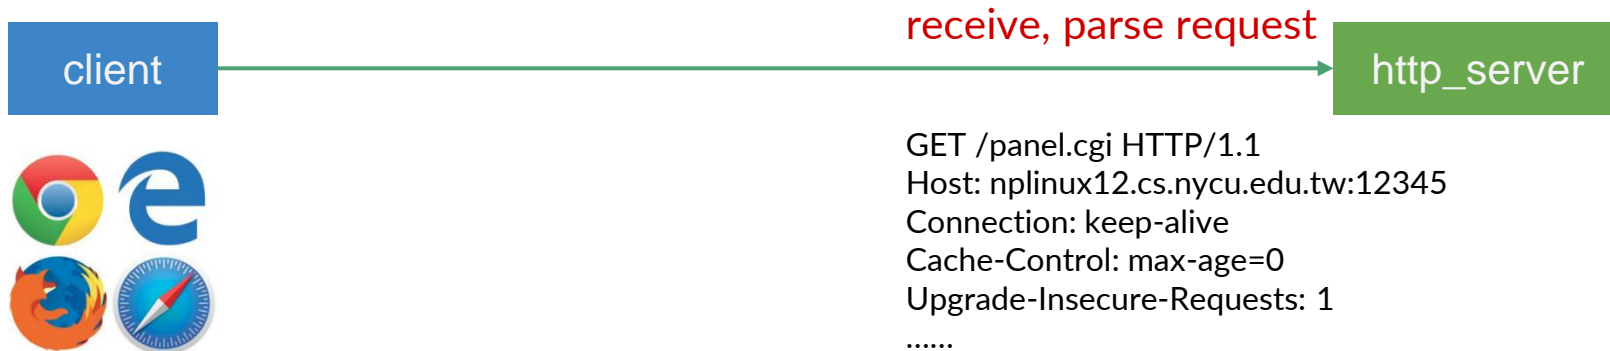 receive, parse request
client
http_server
GET /panel.cgi HTTP/1.1
Host: nplinux12.cs.nycu.edu.tw:12345
Connection: keep-alive
Cache-Control: max-age=0
Upgrade-Insecure-Requests: 1
......